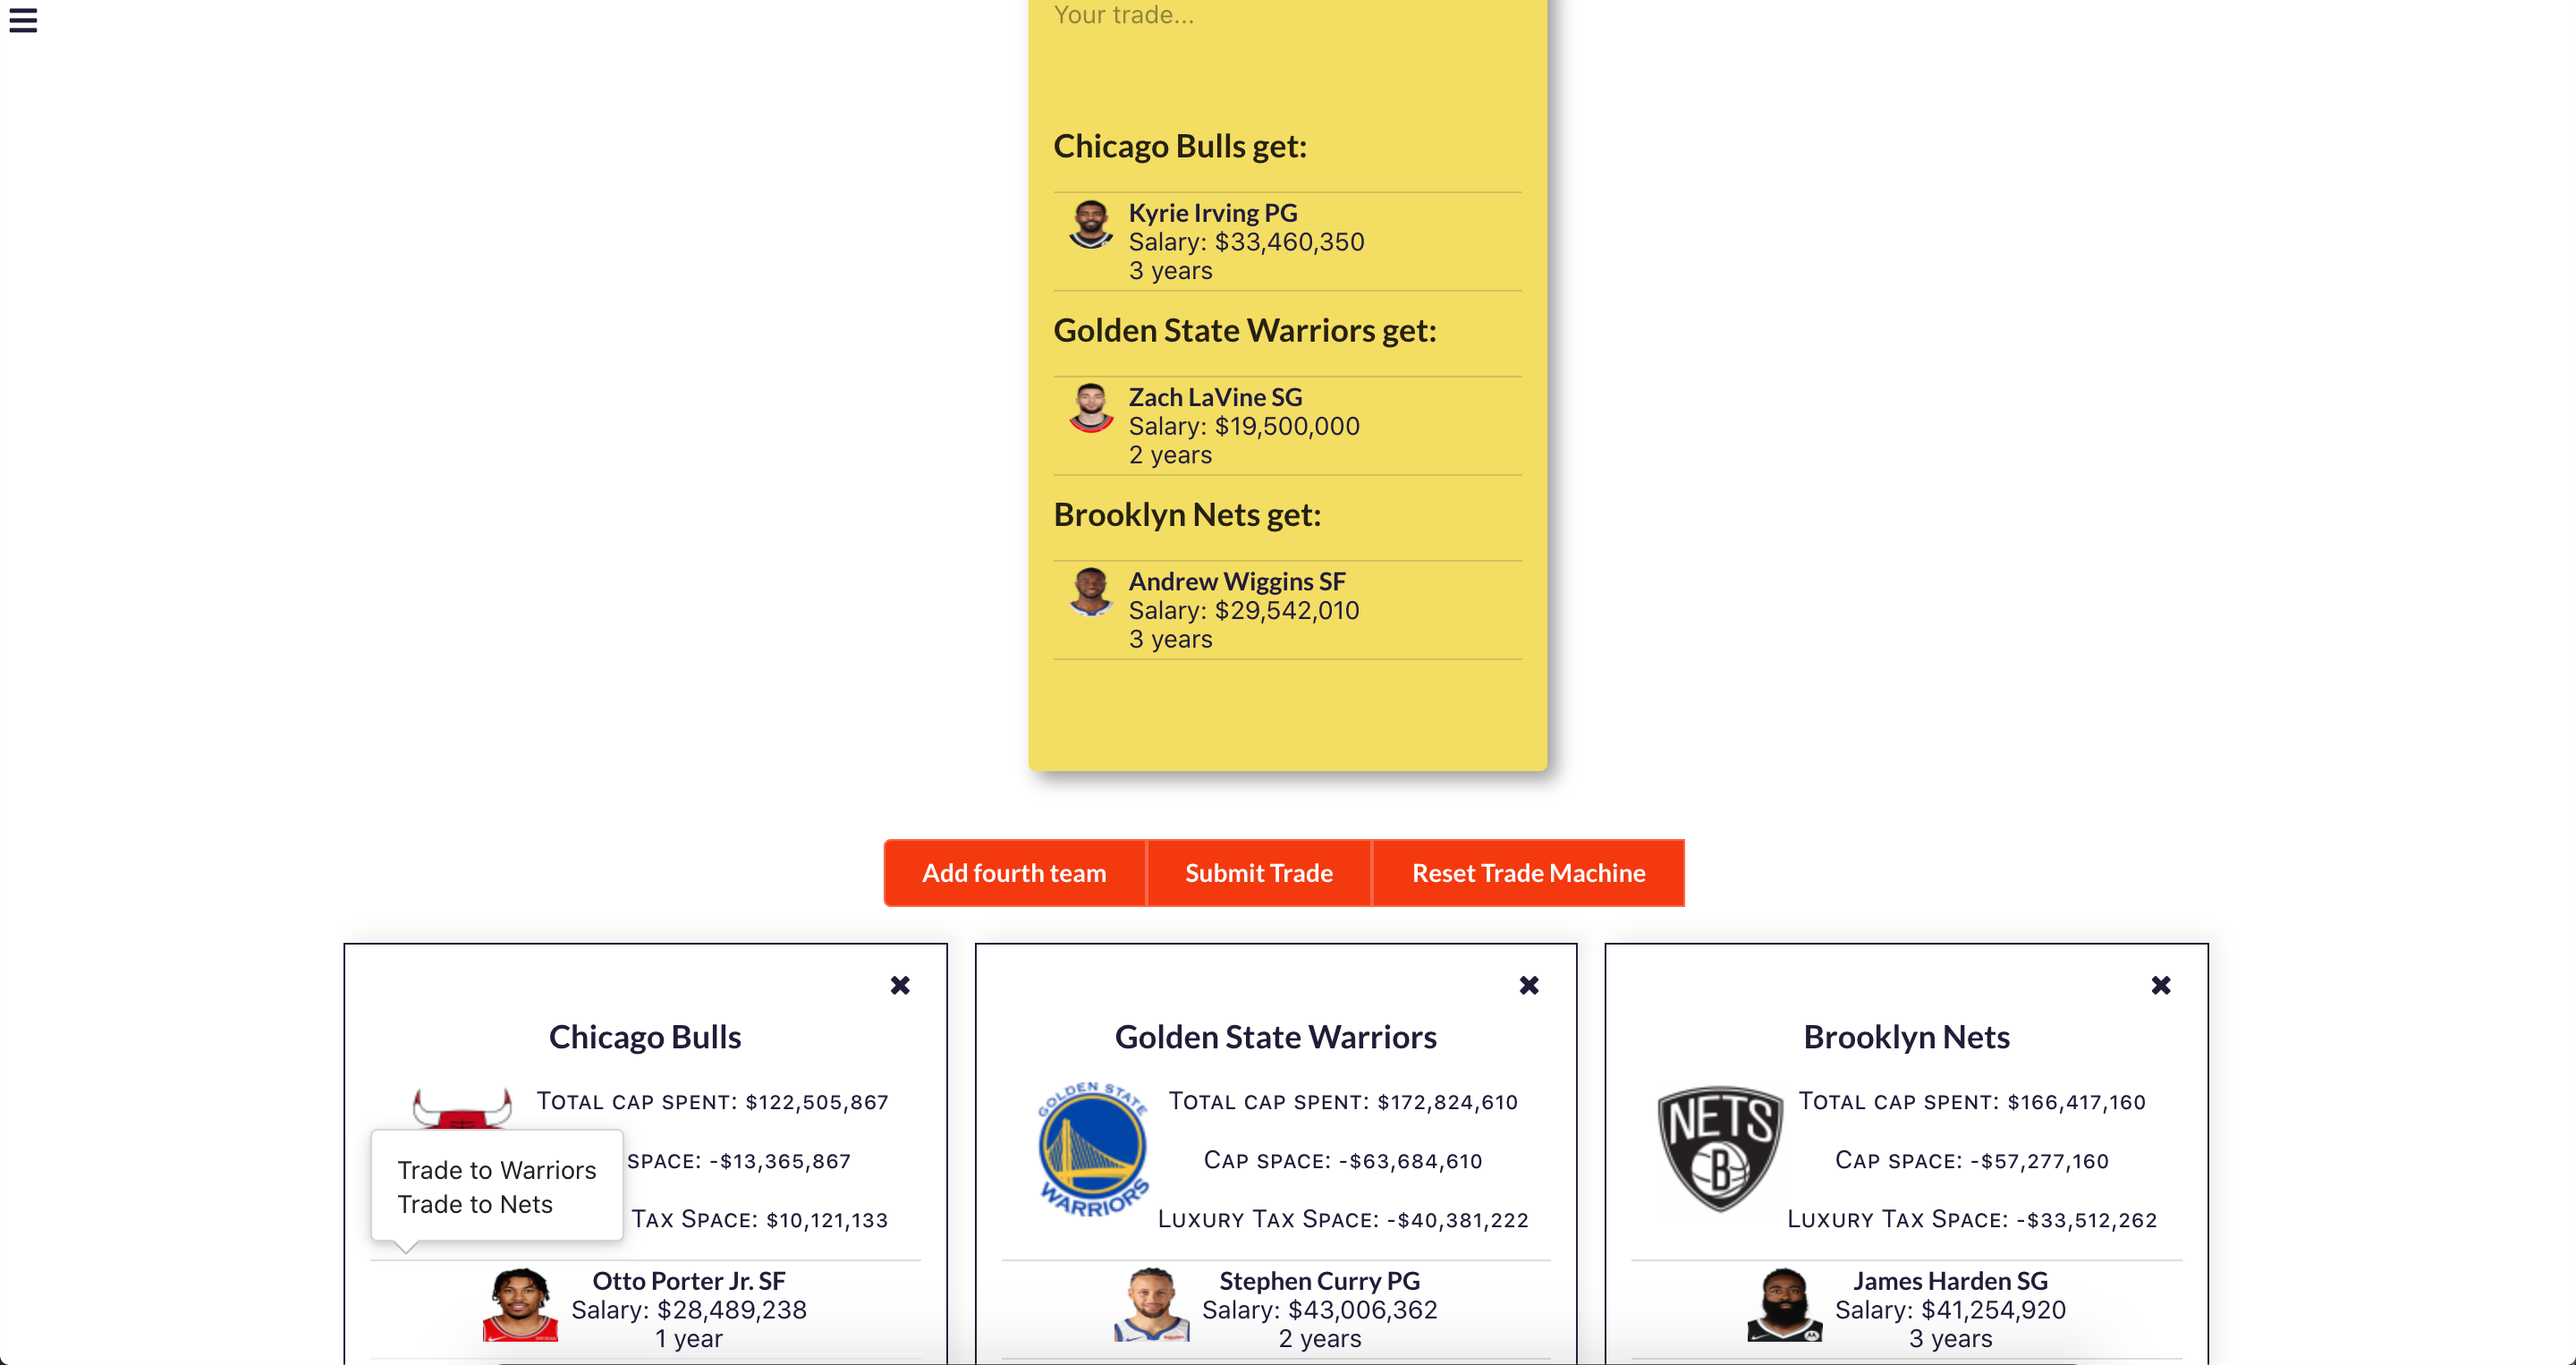 Your trade...
Chicago Bulls get:
Kyrie Irving PG
Salary: $33,460,350
3 years
Golden State Warriors get:
Zach LaVine SG
Salary: $19,500,000
2 years
Brooklyn Nets get:
Andrew Wiggins SF
Salary: $29,542,010
3 years
Add fourth team
Submit Trade
Reset Trade Machine
Chicago Bulls
Total cap spent: $122,505,867
space: -$13,365,867
Tax Space: $10,121,133
Trade to Warriors
Trade to Nets
Otto Porter Jr. SF
Salary: $28,489,238
1 year
Golden State Warriors
GOLDEN STATE
WARRIORS
Total cap spent: $172,824,610
Cap space: -$63,684,610
Luxury Tax Space: -$40,381,222
Stephen Curry PG
Salary: $43,006,362
2 years
Brooklyn Nets
NETS
B
Total cap spent: $166,417,160
Cap space: -$57,277,160
Luxury Tax Space: -$33,512,262
James Harden SG
Salary: $41,254,920
3 years